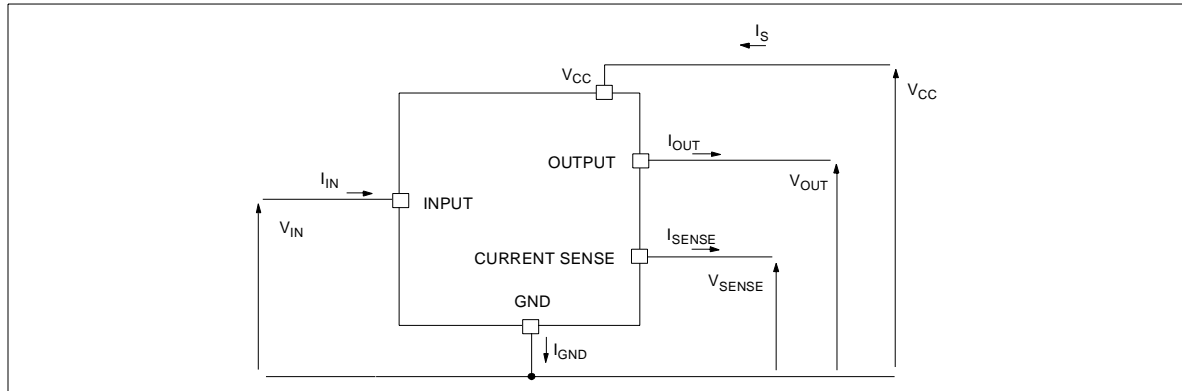 I_S
V_CC
V_CC
I_OUT
OUTPUT
V_OUT
I_IN
INPUT
V_IN
I_SENSE
CURRENT SENSE
V_SENSE
GND
I_GND